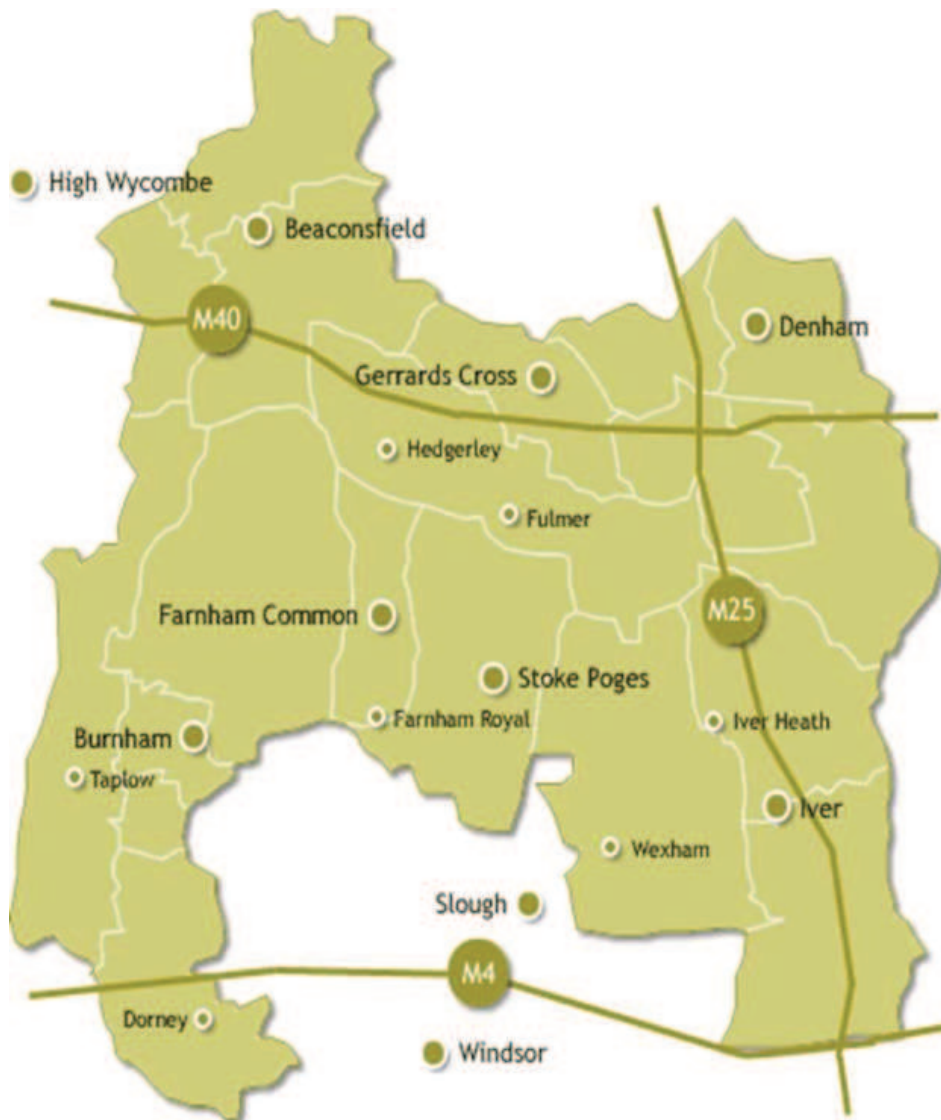 High Wycombe
Beaconsfield
M40
Denham
Gerrards Cross
Hedgerley
Fulmer
Farnham Common
M25
Stoke Poges
Farnham Royal
Iver Heath
Burnham
Taplow
Iver
Wexham
Slough
M4
Dorney
Windsor